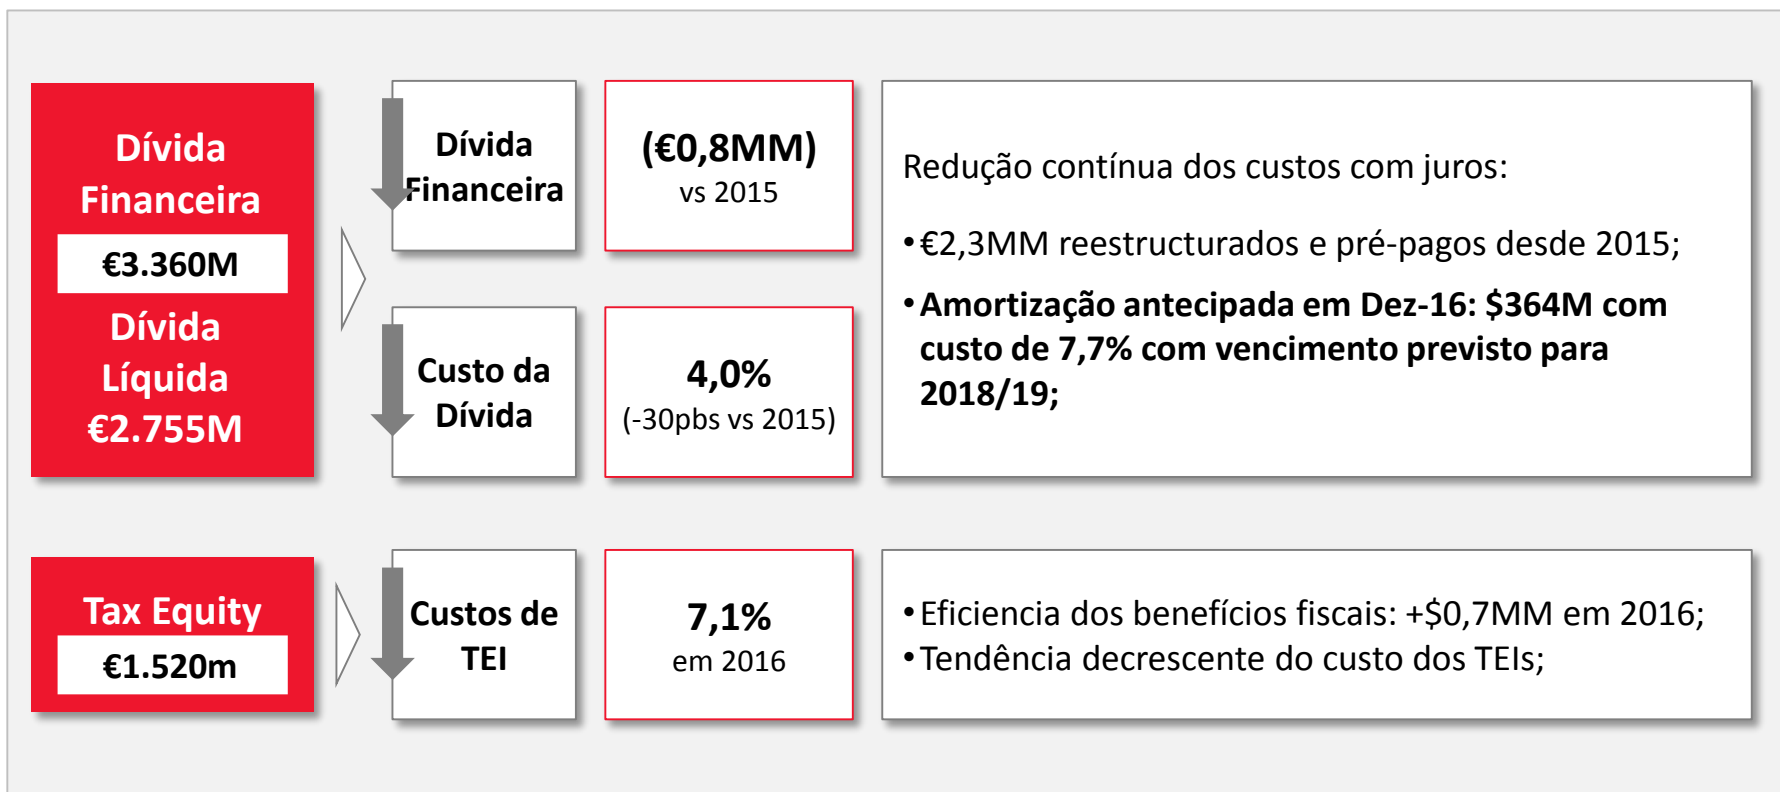 Dívida
Financeira
€3.360M
Dívida
Líquida
€2.755M
Dívida
Financeira
(€0,8MM)
vs 2015
Custo da
Dívida
4,0%
(-30pbs vs 2015)
Redução contínua dos custos com juros:
•€2,3MM reestructurados e pré-pagos desde 2015;
•Amortização antecipada em Dez-16: $364M com
custo de 7,7% com vencimento previsto para
2018/19;
Tax Equity
€1.520m
Custos de
TEI
7,1%
em 2016
•Eficiencia dos benefícios fiscais: +$0,7MM em 2016;
•Tendência decrescente do custo dos TEIs;